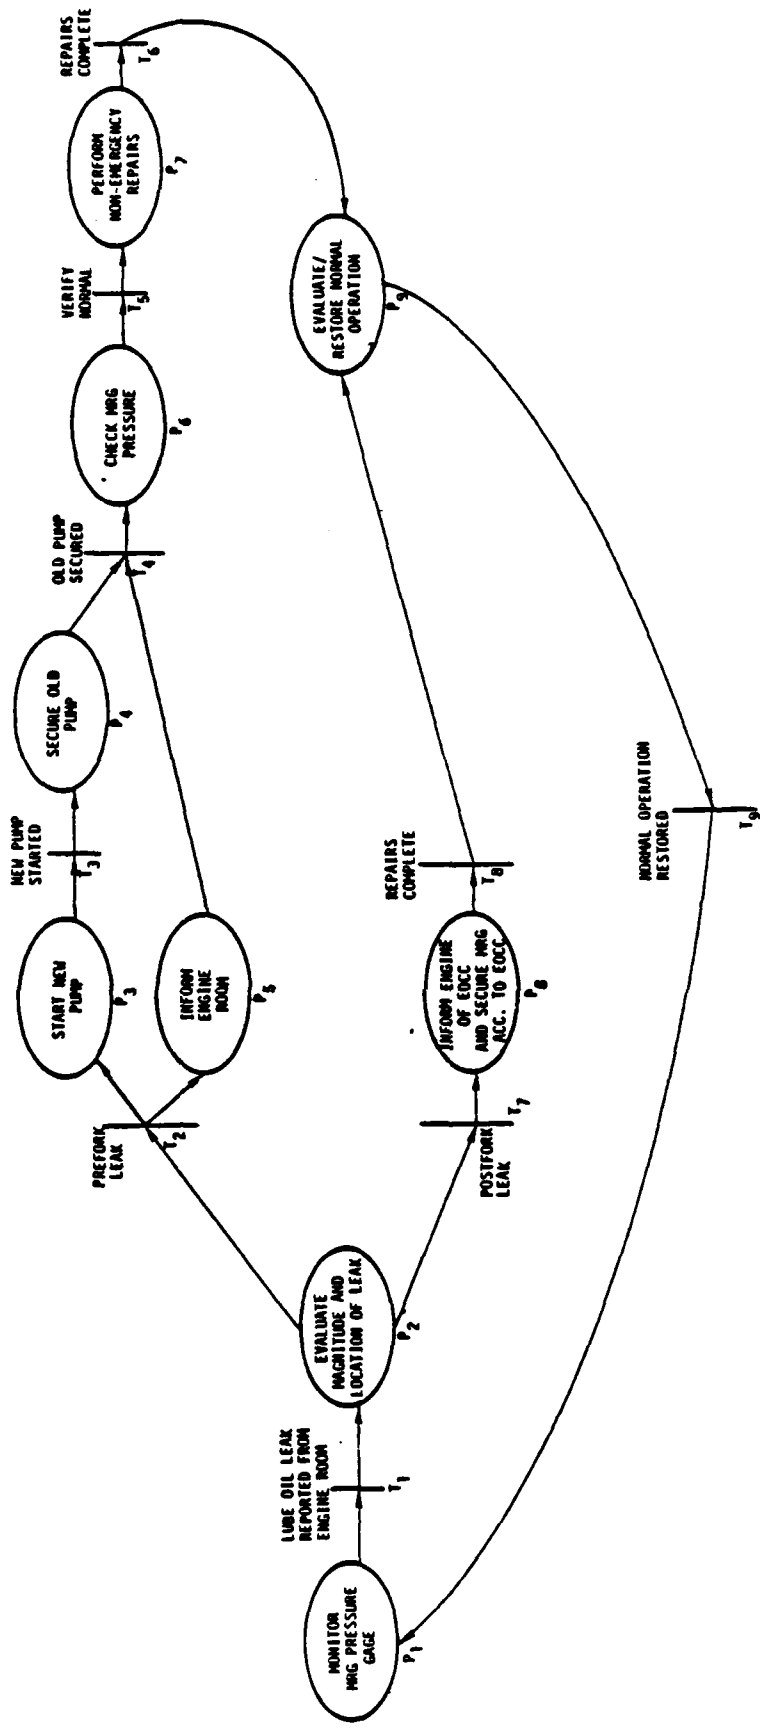 MONITOR
MRG PRESSURE
GAGE
P1
LUBE OIL LEAK
REPORTED FROM
ENGINE ROOM
T1
EVALUATE
MAGNITUDE AND
LOCATION OF LEAK
P2
PREFORK
LEAK
T2
START NEW
PUMP
P3
NEW PUMP
STARTED
T3
SECURE OLD
PUMP
P4
INFORM
ENGINE
ROOM
P5
OLD PUMP
SECURED
T4
CHECK MRG
PRESSURE
P6
VERIFY
NORMAL
T5
PERFORM
NON-EMERGENCY
REPAIRS
P7
REPAIRS
COMPLETE
T6
POSTFORK
LEAK
T7
INFORM ENGINE
OF EOCC
AND SECURE MRG
ACC. TO EOCC.
P8
REPAIRS
COMPLETE
T8
EVALUATE/
RESTORE NORMAL
OPERATION
P9
NORMAL OPERATION
RESTORED
T9